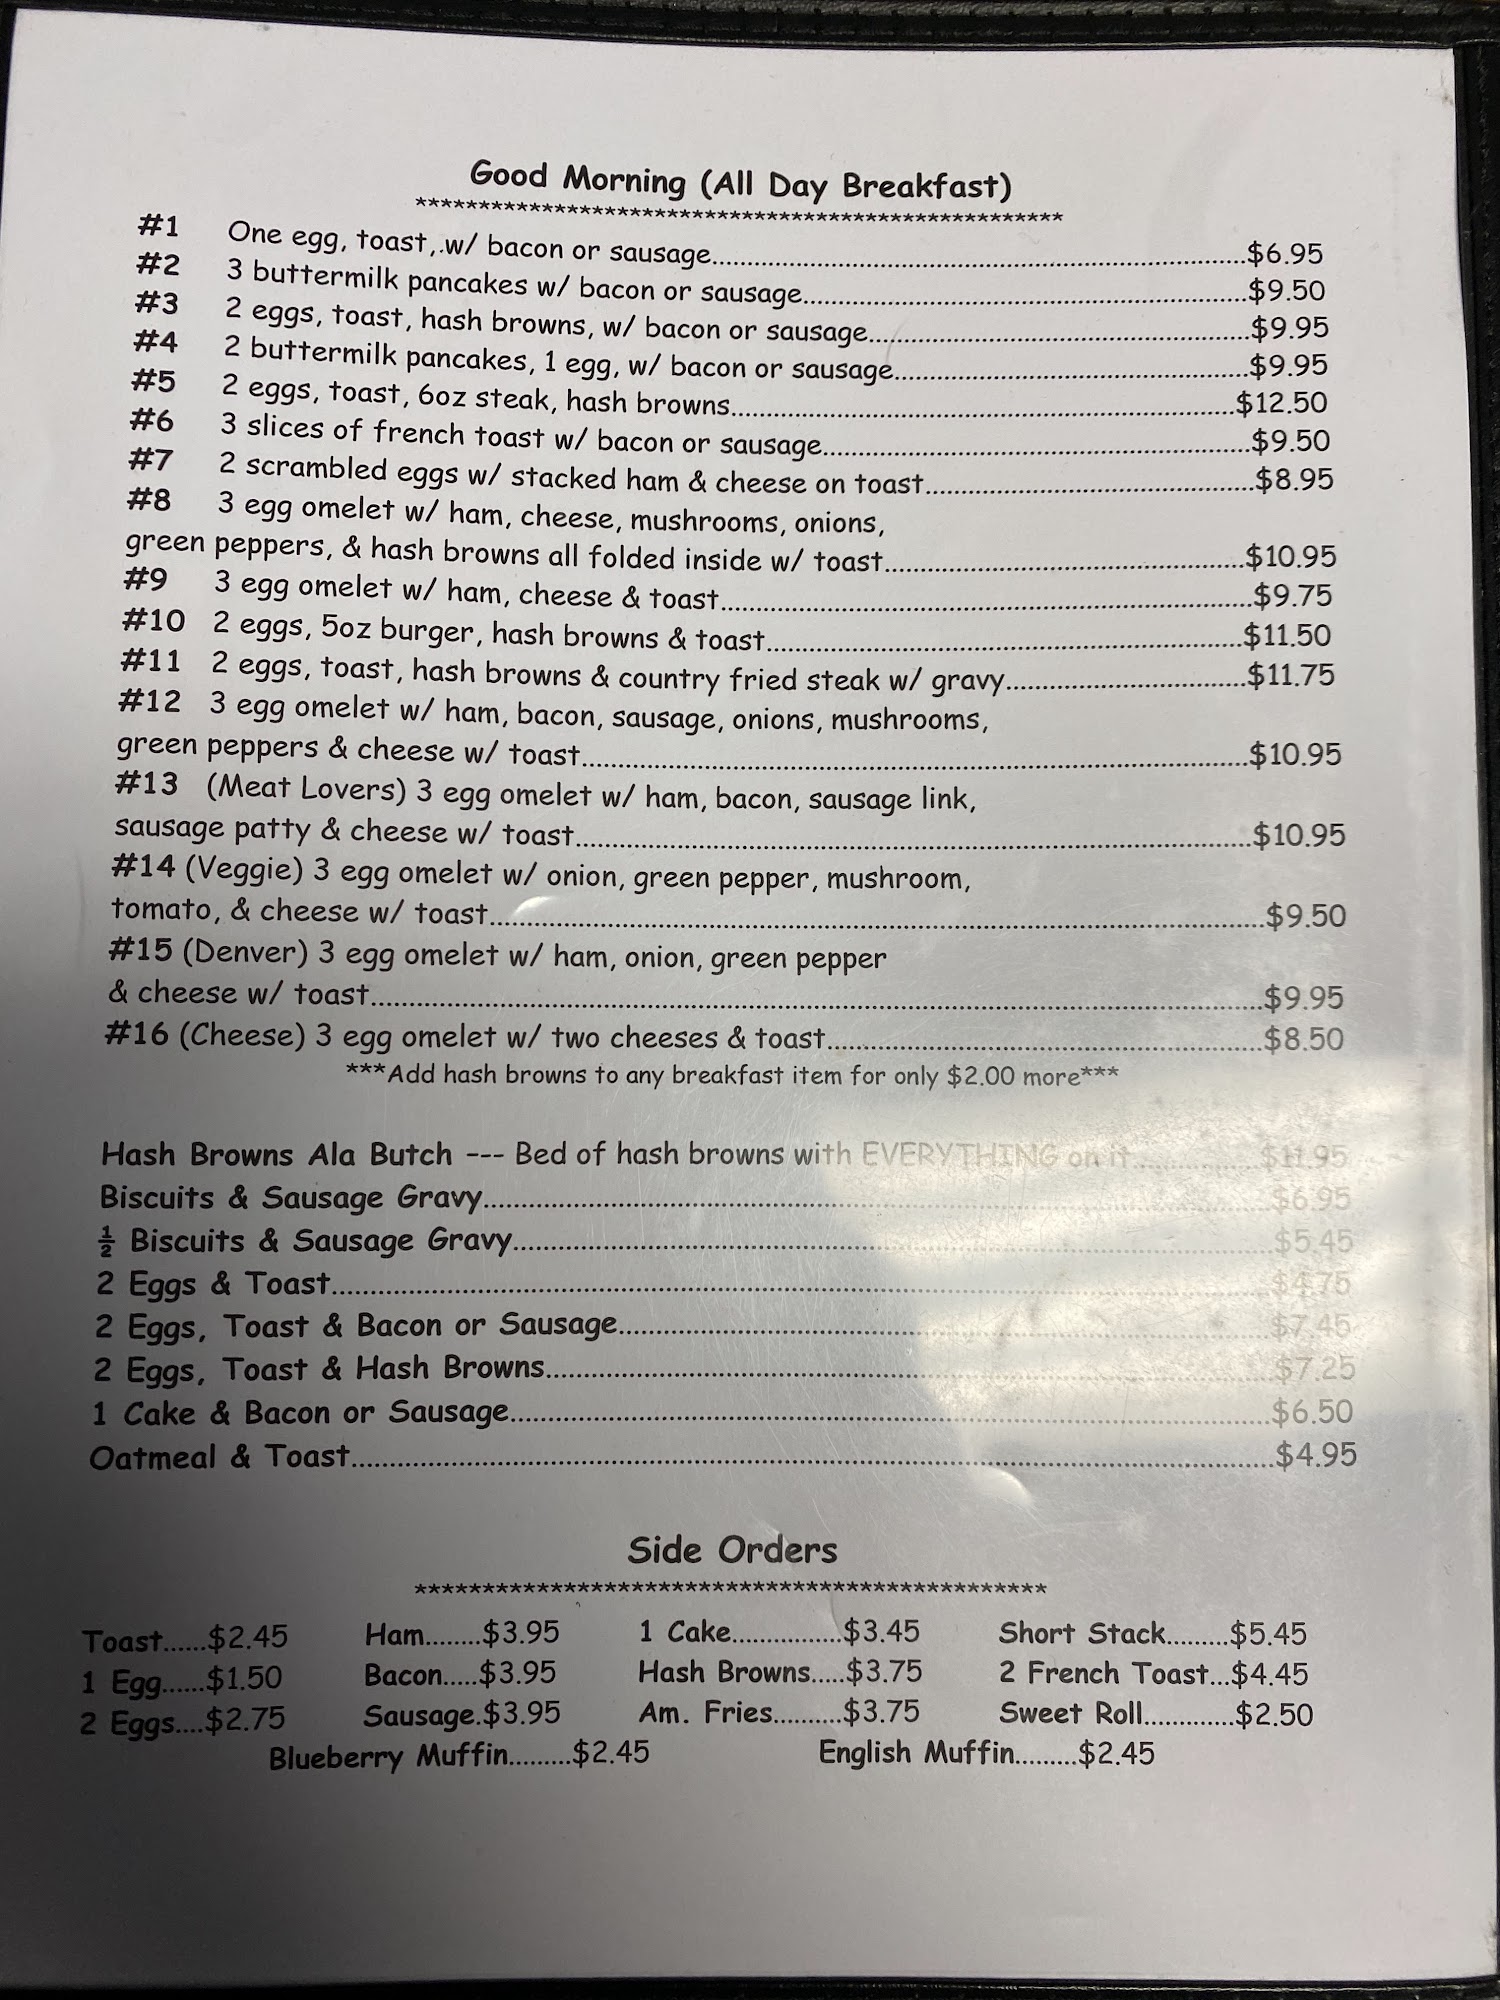 Good Morning (All Day Breakfast)
***************************************************
#1 One egg, toast, w/ bacon or sausage...$6.95
#2 3 buttermilk pancakes w/ bacon or sausage...$9.50
#3 2 eggs, toast, hash browns, w/ bacon or sausage...$9.95
#4 2 buttermilk pancakes, 1 egg, w/ bacon or sausage...$9.95
#5 2 eggs, toast, 6oz steak, hash browns...$12.50
#6 3 slices of french toast w/ bacon or sausage...$9.50
#7 2 scrambled eggs w/ stacked ham & cheese on toast...$8.95
#8 3 egg omelet w/ ham, cheese, mushrooms, onions,
green peppers, & hash browns all folded inside w/ toast...$10.95
#9 3 egg omelet w/ ham, cheese & toast...$9.75
#10 2 eggs, 5oz burger, hash browns & toast...$11.50
#11 2 eggs, toast, hash browns & country fried steak w/ gravy...$11.75
#12 3 egg omelet w/ ham, bacon, sausage, onions, mushrooms,
green peppers & cheese w/ toast...$10.95
#13 (Meat Lovers) 3 egg omelet w/ ham, bacon, sausage link,
sausage patty & cheese w/ toast...$10.95
#14 (Veggie) 3 egg omelet w/ onion, green pepper, mushroom,
tomato, & cheese w/ toast...$9.50
#15 (Denver) 3 egg omelet w/ ham, onion, green pepper
& cheese w/ toast...$9.95
#16 (Cheese) 3 egg omelet w/ two cheeses & toast...$8.50
***Add hash browns to any breakfast item for only $2.00 more***
Hash Browns Ala Butch --- Bed of hash browns with EVERYTHING on it...$11.95
Biscuits & Sausage Gravy...$6.95
½ Biscuits & Sausage Gravy...$5.45
2 Eggs & Toast...$4.75
2 Eggs, Toast & Bacon or Sausage...$7.45
2 Eggs, Toast & Hash Browns...$7.25
1 Cake & Bacon or Sausage...$6.50
Oatmeal & Toast...$4.95
Side Orders
***********************************************
Toast......$2.45 Ham........$3.95 1 Cake................$3.45 Short Stack.........$5.45
1 Egg......$1.50 Bacon.....$3.95 Hash Browns.....$3.75 2 French Toast...$4.45
2 Eggs....$2.75 Sausage.$3.95 Am. Fries..........$3.75 Sweet Roll.............$2.50
Blueberry Muffin.........$2.45 English Muffin.........$2.45